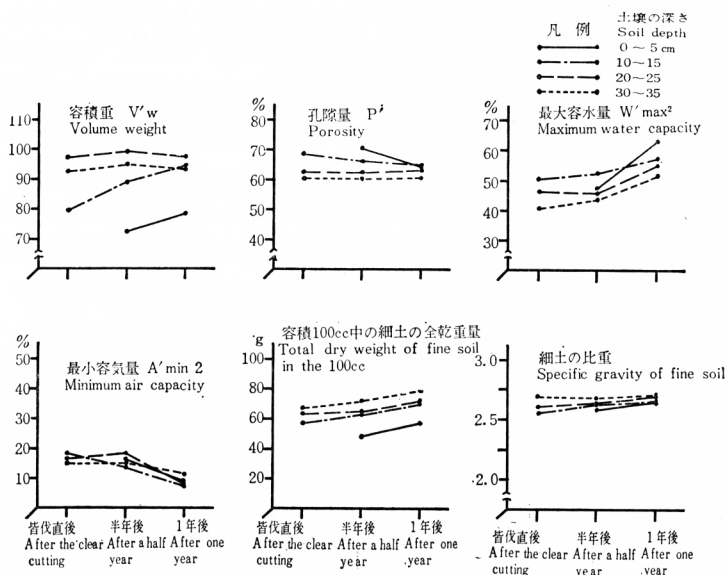 凡 例
土壌の深さ
Soil depth
0～5㎝
10～15
20～25
30～35
容積重 V'w
Volume weight
110
100
90
80
70
%
孔隙量 P
Porosity
80
70
60
50
40
%
最大容水量 W'max²
Maximum water capacity
70
60
50
40
30
%
最小容気量 A'min 2
Minimum air capacity
50
40
30
20
10
g
容積100cc中の細土の全乾重量
Total dry weight of fine soil
in the 100cc
100
80
60
40
20
細土の比重
Specific gravity of fine soil
3.0
2.5
2.0
皆伐直後
After the clear
cutting
半年後
After a half
year
1年後
After one
year
皆伐直後
After the clear
cutting
半年後
After a half
year
1年後
After one
year
皆伐直後
After the clear
cutting
半年後
After a half
year
1年後
After one
year